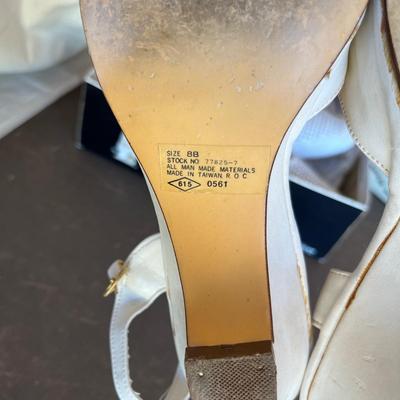 SIZE 8B
STOCK NO 77825-7
ALL MAN MADE MATERIALS
MADE IN TAIWAN. R O C
615 0561